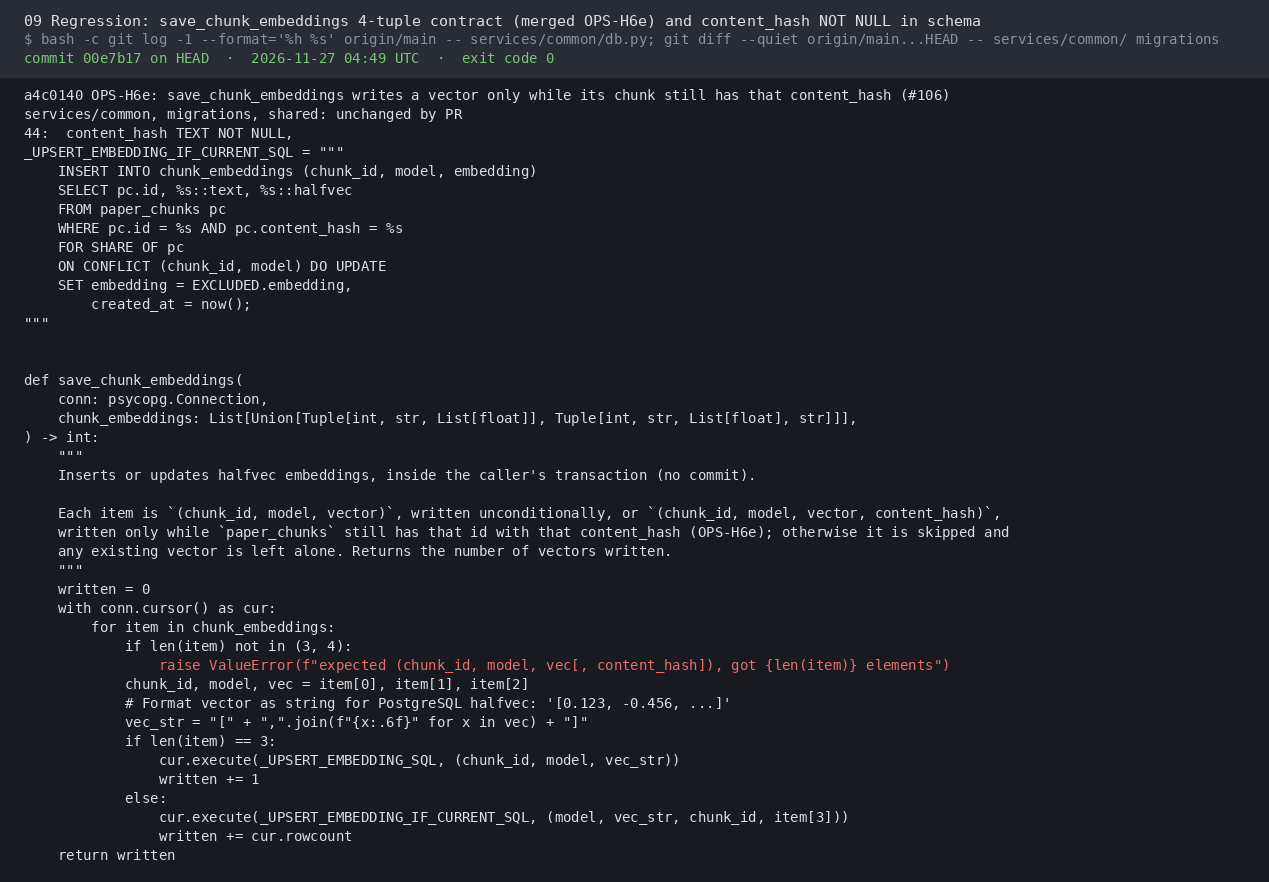 09 Regression: save_chunk_embeddings 4-tuple contract (merged OPS-H6e) and content_hash NOT NULL in schema
$ bash -c git log -1 --format='%h %s' origin/main -- services/common/db.py; git diff --quiet origin/main...HEAD -- services/common/ migrations
commit 00e7b17 on HEAD  ·  2026-11-27 04:49 UTC  ·  exit code 0
a4c0140 OPS-H6e: save_chunk_embeddings writes a vector only while its chunk still has that content_hash (#106)
services/common, migrations, shared: unchanged by PR
44:  content_hash TEXT NOT NULL,
_UPSERT_EMBEDDING_IF_CURRENT_SQL = """
    INSERT INTO chunk_embeddings (chunk_id, model, embedding)
    SELECT pc.id, %s::text, %s::halfvec
    FROM paper_chunks pc
    WHERE pc.id = %s AND pc.content_hash = %s
    FOR SHARE OF pc
    ON CONFLICT (chunk_id, model) DO UPDATE
    SET embedding = EXCLUDED.embedding,
        created_at = now();
"""
def save_chunk_embeddings(
    conn: psycopg.Connection,
    chunk_embeddings: List[Union[Tuple[int, str, List[float]], Tuple[int, str, List[float], str]]],
) -> int:
    """
    Inserts or updates halfvec embeddings, inside the caller's transaction (no commit).
    Each item is `(chunk_id, model, vector)`, written unconditionally, or `(chunk_id, model, vector, content_hash)`,
    written only while `paper_chunks` still has that id with that content_hash (OPS-H6e); otherwise it is skipped and
    any existing vector is left alone. Returns the number of vectors written.
    """
    written = 0
    with conn.cursor() as cur:
        for item in chunk_embeddings:
            if len(item) not in (3, 4):
                raise ValueError(f"expected (chunk_id, model, vec[, content_hash]), got {len(item)} elements")
            chunk_id, model, vec = item[0], item[1], item[2]
            # Format vector as string for PostgreSQL halfvec: '[0.123, -0.456, ...]'
            vec_str = "[" + ",".join(f"{x:.6f}" for x in vec) + "]"
            if len(item) == 3:
                cur.execute(_UPSERT_EMBEDDING_SQL, (chunk_id, model, vec_str))
                written += 1
            else:
                cur.execute(_UPSERT_EMBEDDING_IF_CURRENT_SQL, (model, vec_str, chunk_id, item[3]))
                written += cur.rowcount
    return written